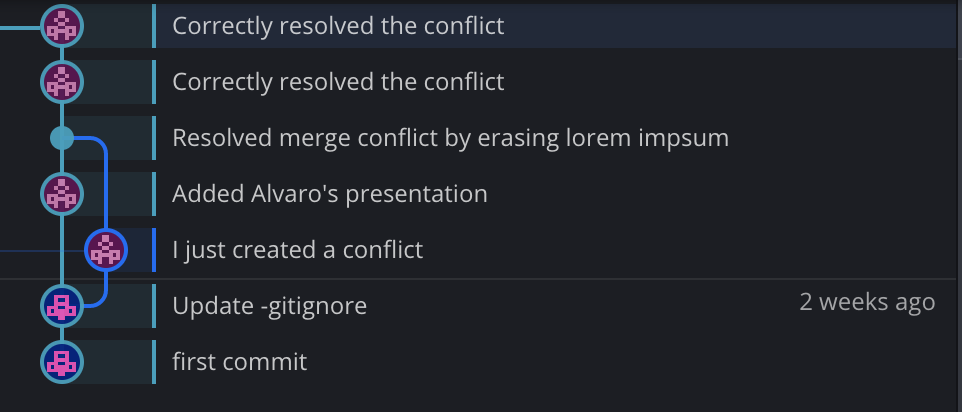 Correctly resolved the conflict
Correctly resolved the conflict
Resolved merge conflict by erasing lorem impsum
Added Alvaro's presentation
I just created a conflict
Update -gitignore 2 weeks ago
first commit